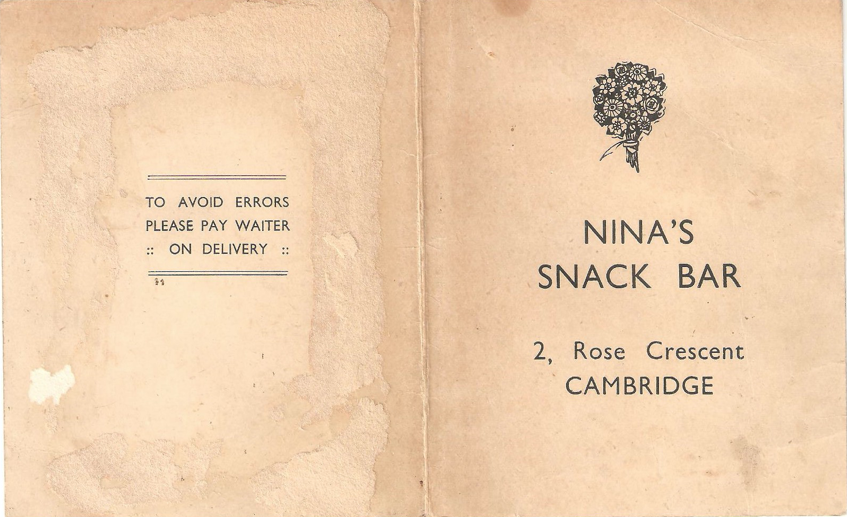 TO AVOID ERRORS
PLEASE PAY WAITER
:: ON DELIVERY ::
NINA'S
SNACK BAR
2, Rose Crescent
CAMBRIDGE